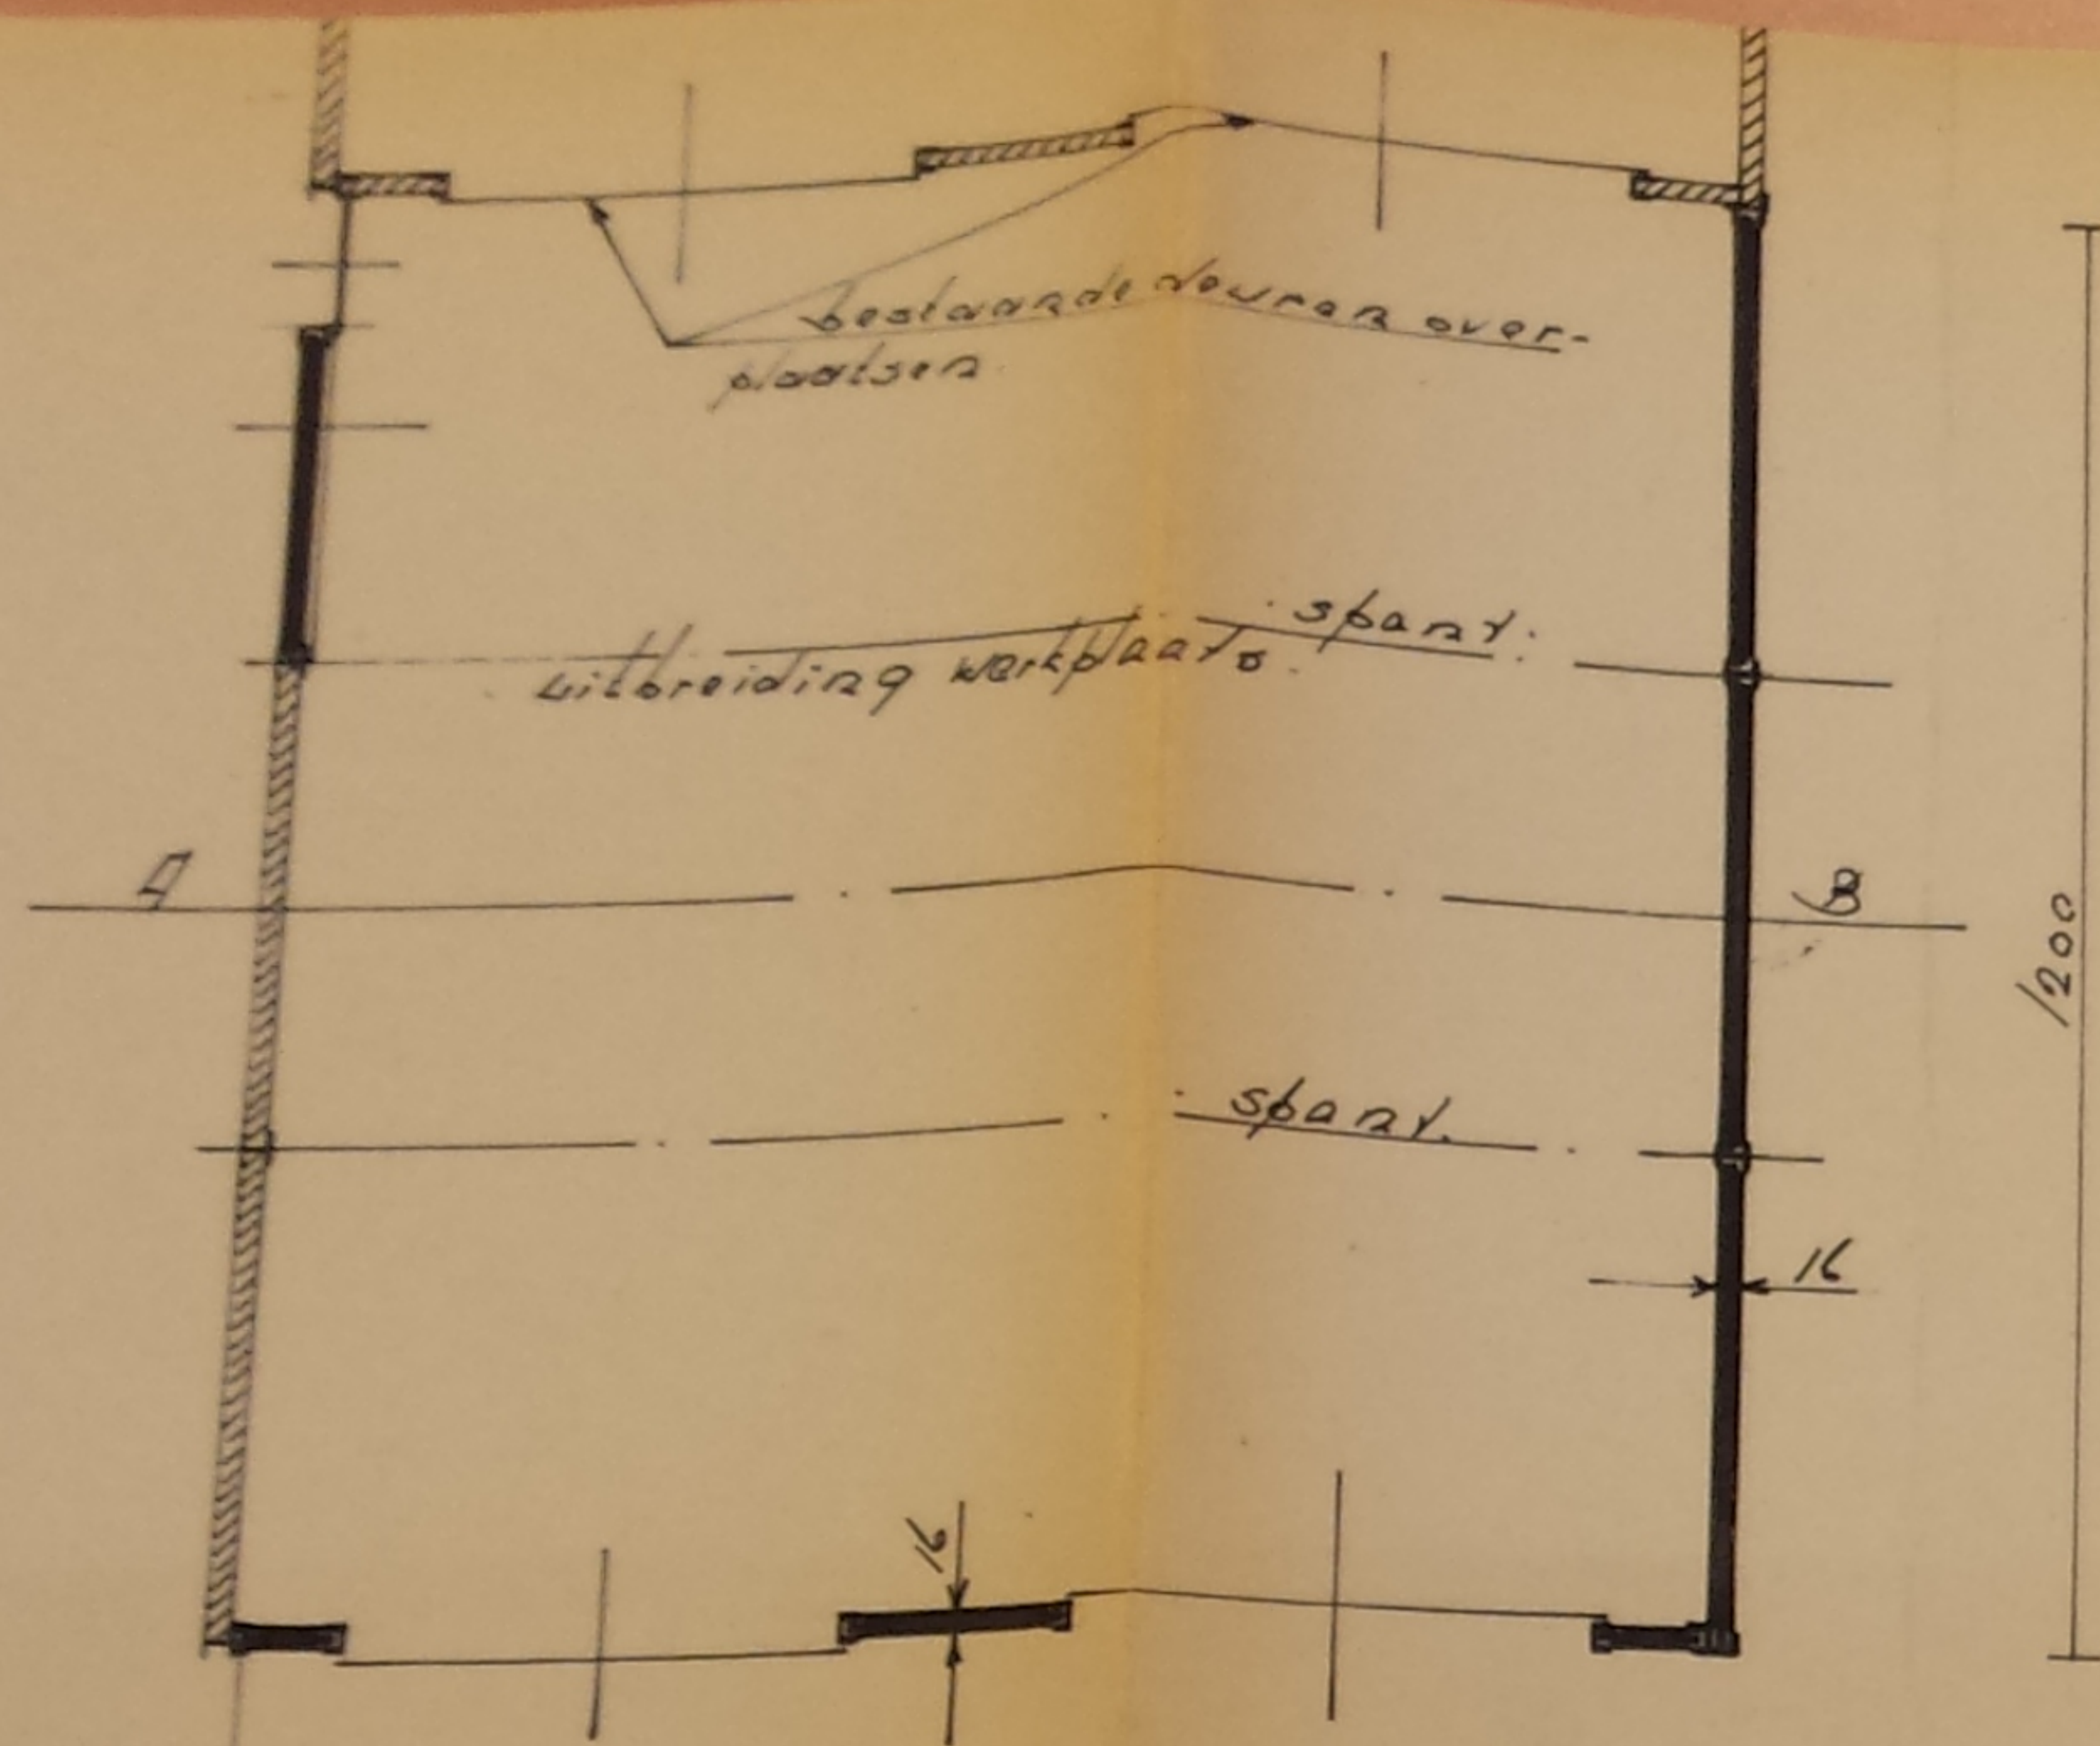 bestaande deuren over-
plaatsen
spant.
uitbreiding werkplaats.
A
B
1200
spant.
16
16